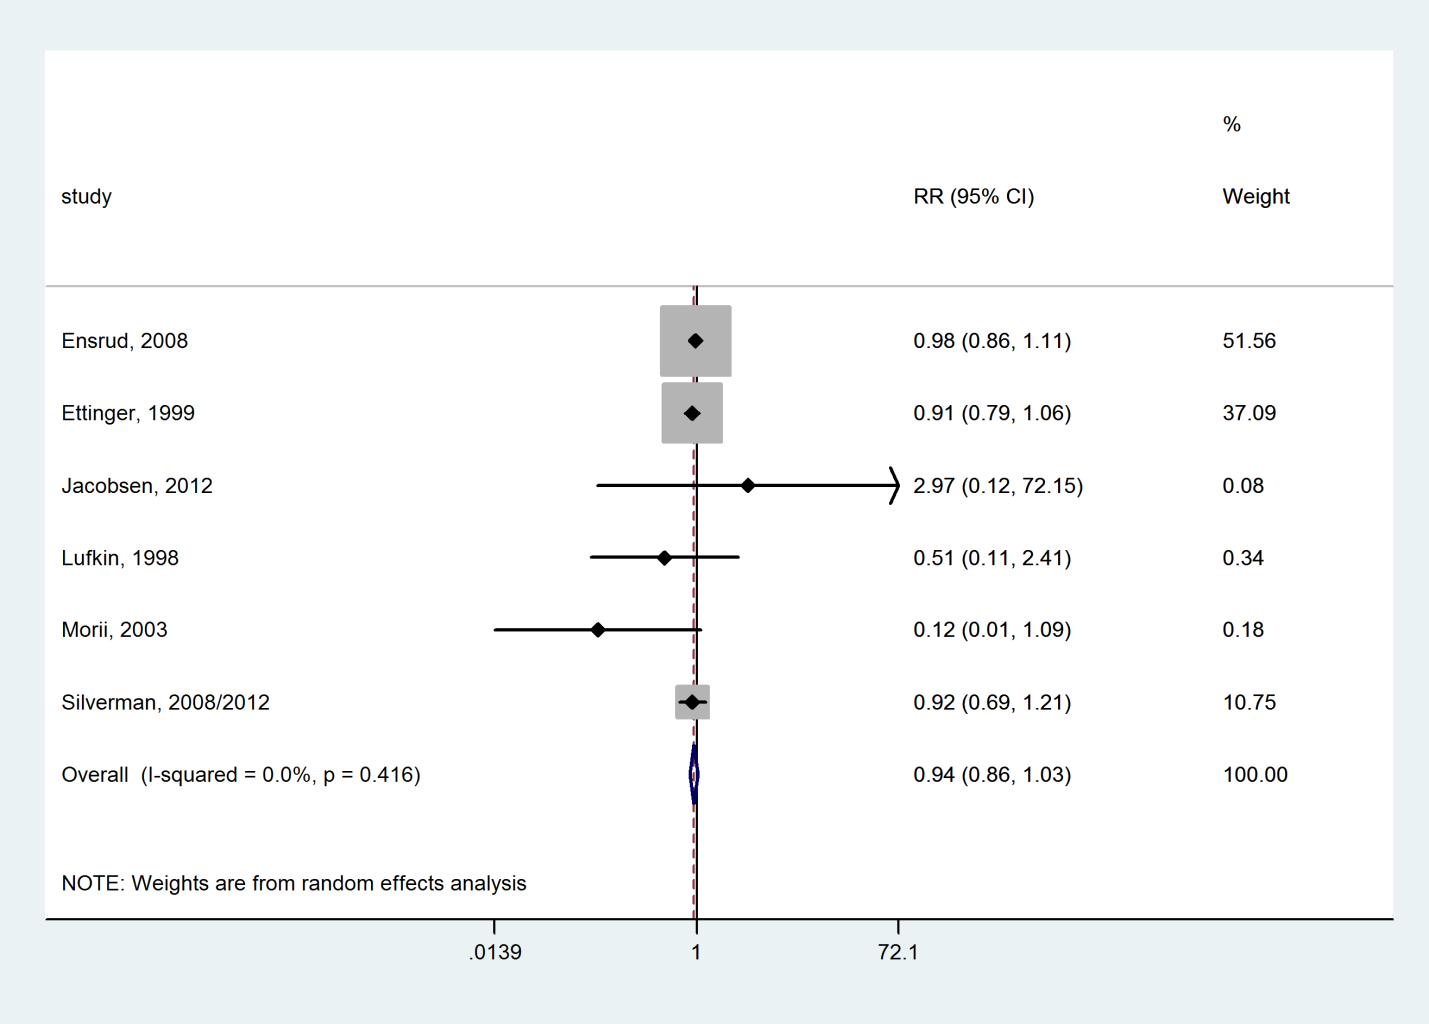 %
study RR (95% CI) Weight
Ensrud, 2008 0.98 (0.86, 1.11) 51.56
Ettinger, 1999 0.91 (0.79, 1.06) 37.09
Jacobsen, 2012 2.97 (0.12, 72.15) 0.08
Lufkin, 1998 0.51 (0.11, 2.41) 0.34
Morii, 2003 0.12 (0.01, 1.09) 0.18
Silverman, 2008/2012 0.92 (0.69, 1.21) 10.75
Overall (I-squared = 0.0%, p = 0.416) 0.94 (0.86, 1.03) 100.00
NOTE: Weights are from random effects analysis
.0139 1 72.1